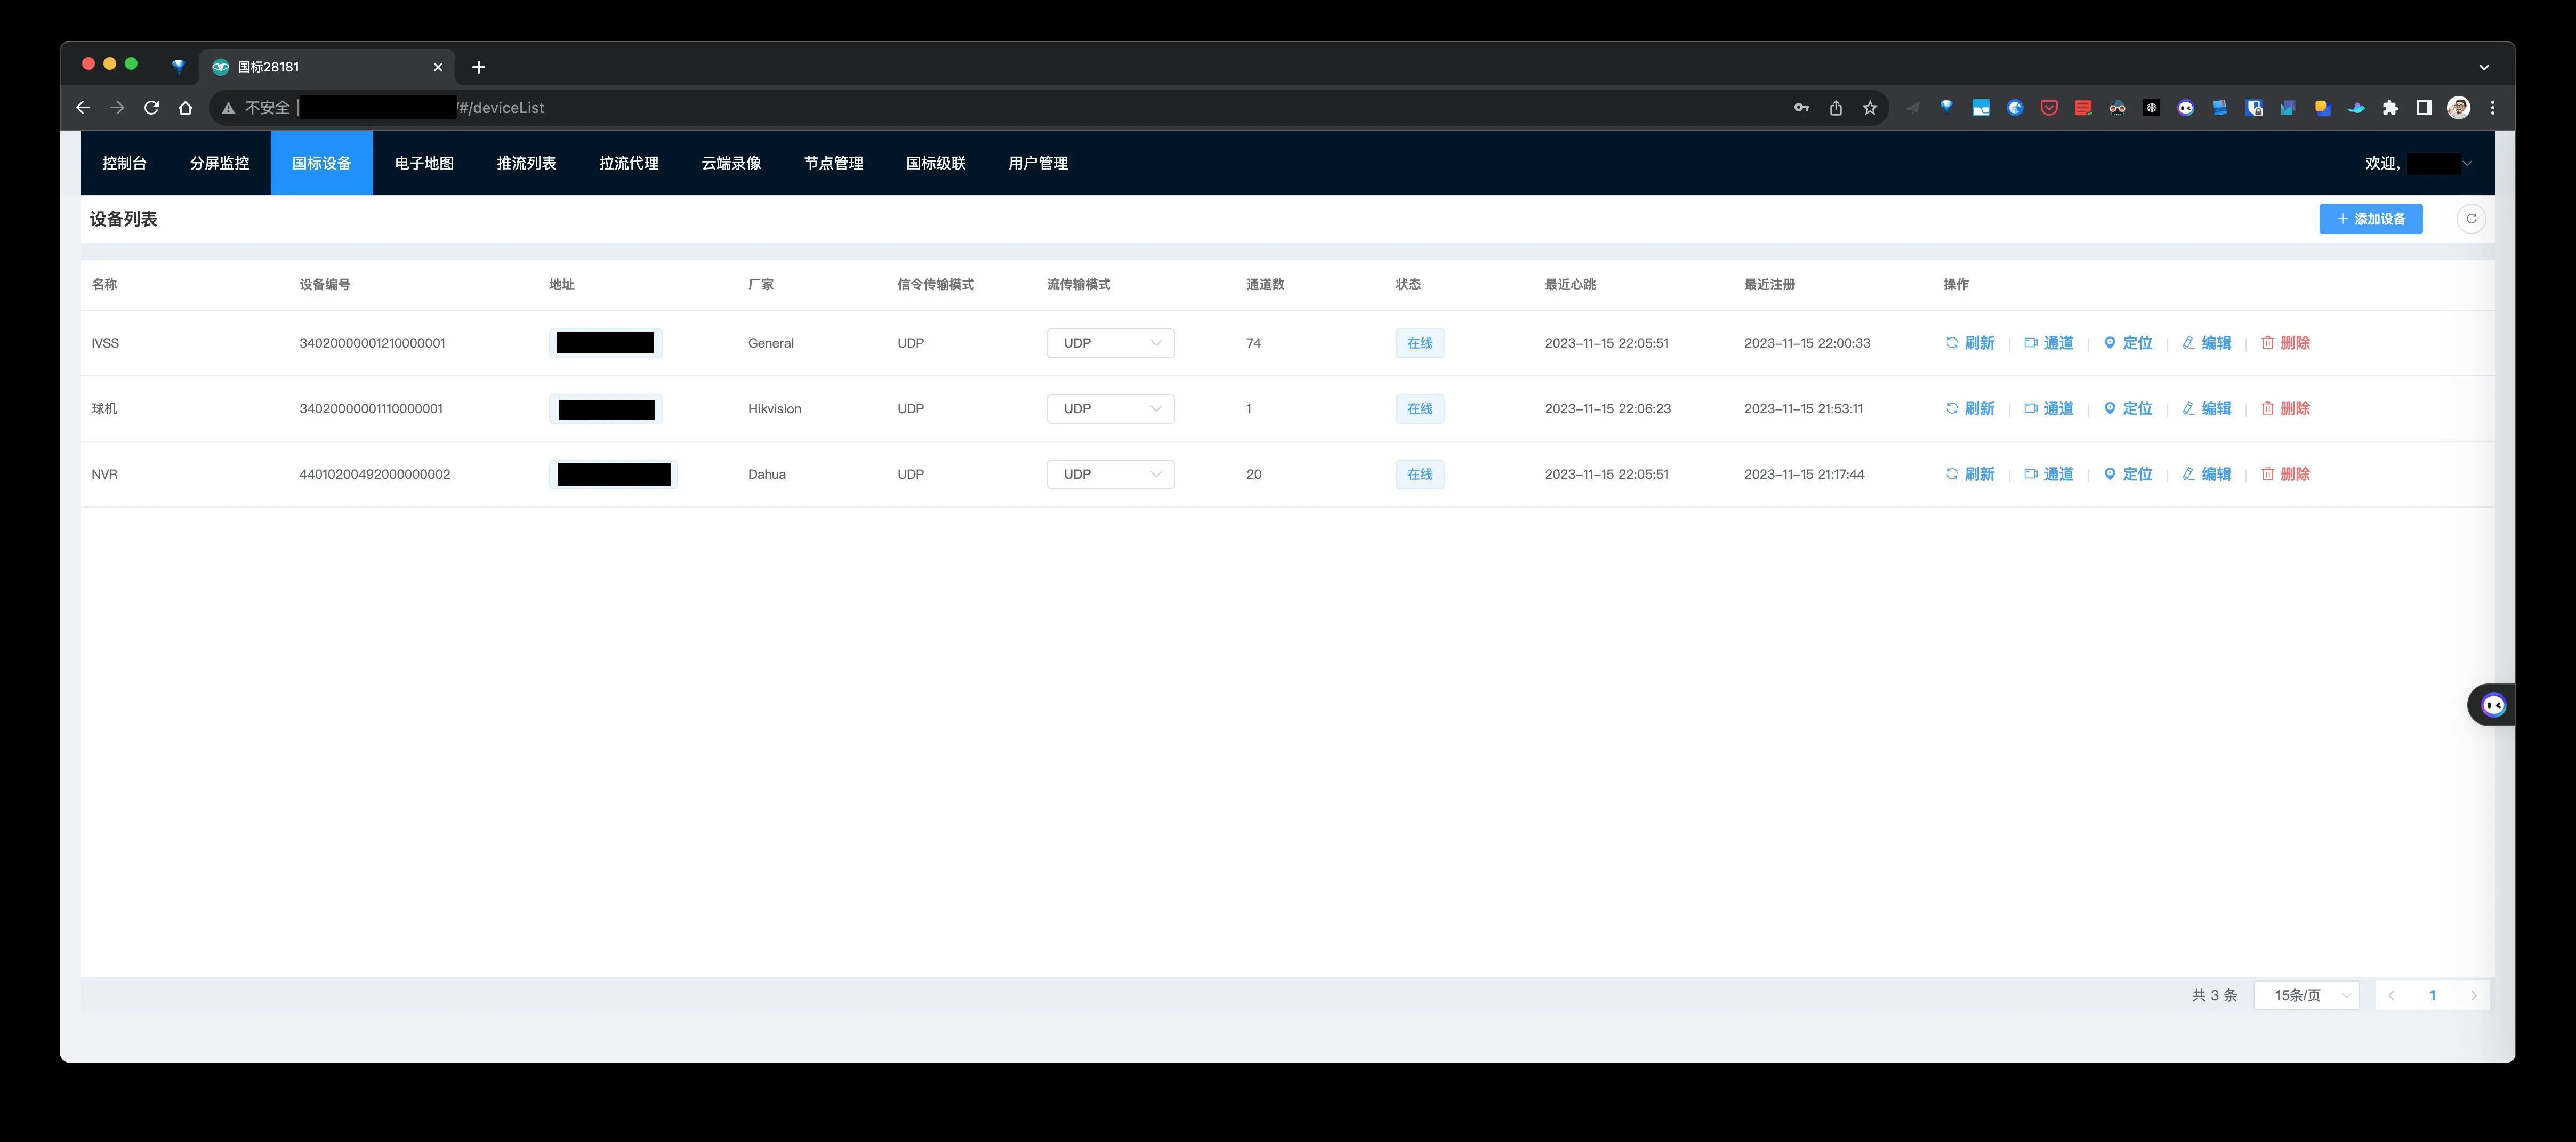 国标28181
不安全 /#/deviceList
控制台 分屏监控 国标设备 电子地图 推流列表 拉流代理 云端录像 节点管理 国标级联 用户管理 欢迎,
设备列表 添加设备
名称 设备编号 地址 厂家 信令传输模式 流传输模式 通道数 状态 最近心跳 最近注册 操作
IVSS 34020000001210000001 General UDP UDP 74 在线 2023-11-15 22:05:51 2023-11-15 22:00:33 刷新 通道 定位 编辑 删除
球机 34020000001110000001 Hikvision UDP UDP 1 在线 2023-11-15 22:06:23 2023-11-15 21:53:11 刷新 通道 定位 编辑 删除
NVR 44010200492000000002 Dahua UDP UDP 20 在线 2023-11-15 22:05:51 2023-11-15 21:17:44 刷新 通道 定位 编辑 删除
共 3 条 15条/页 1